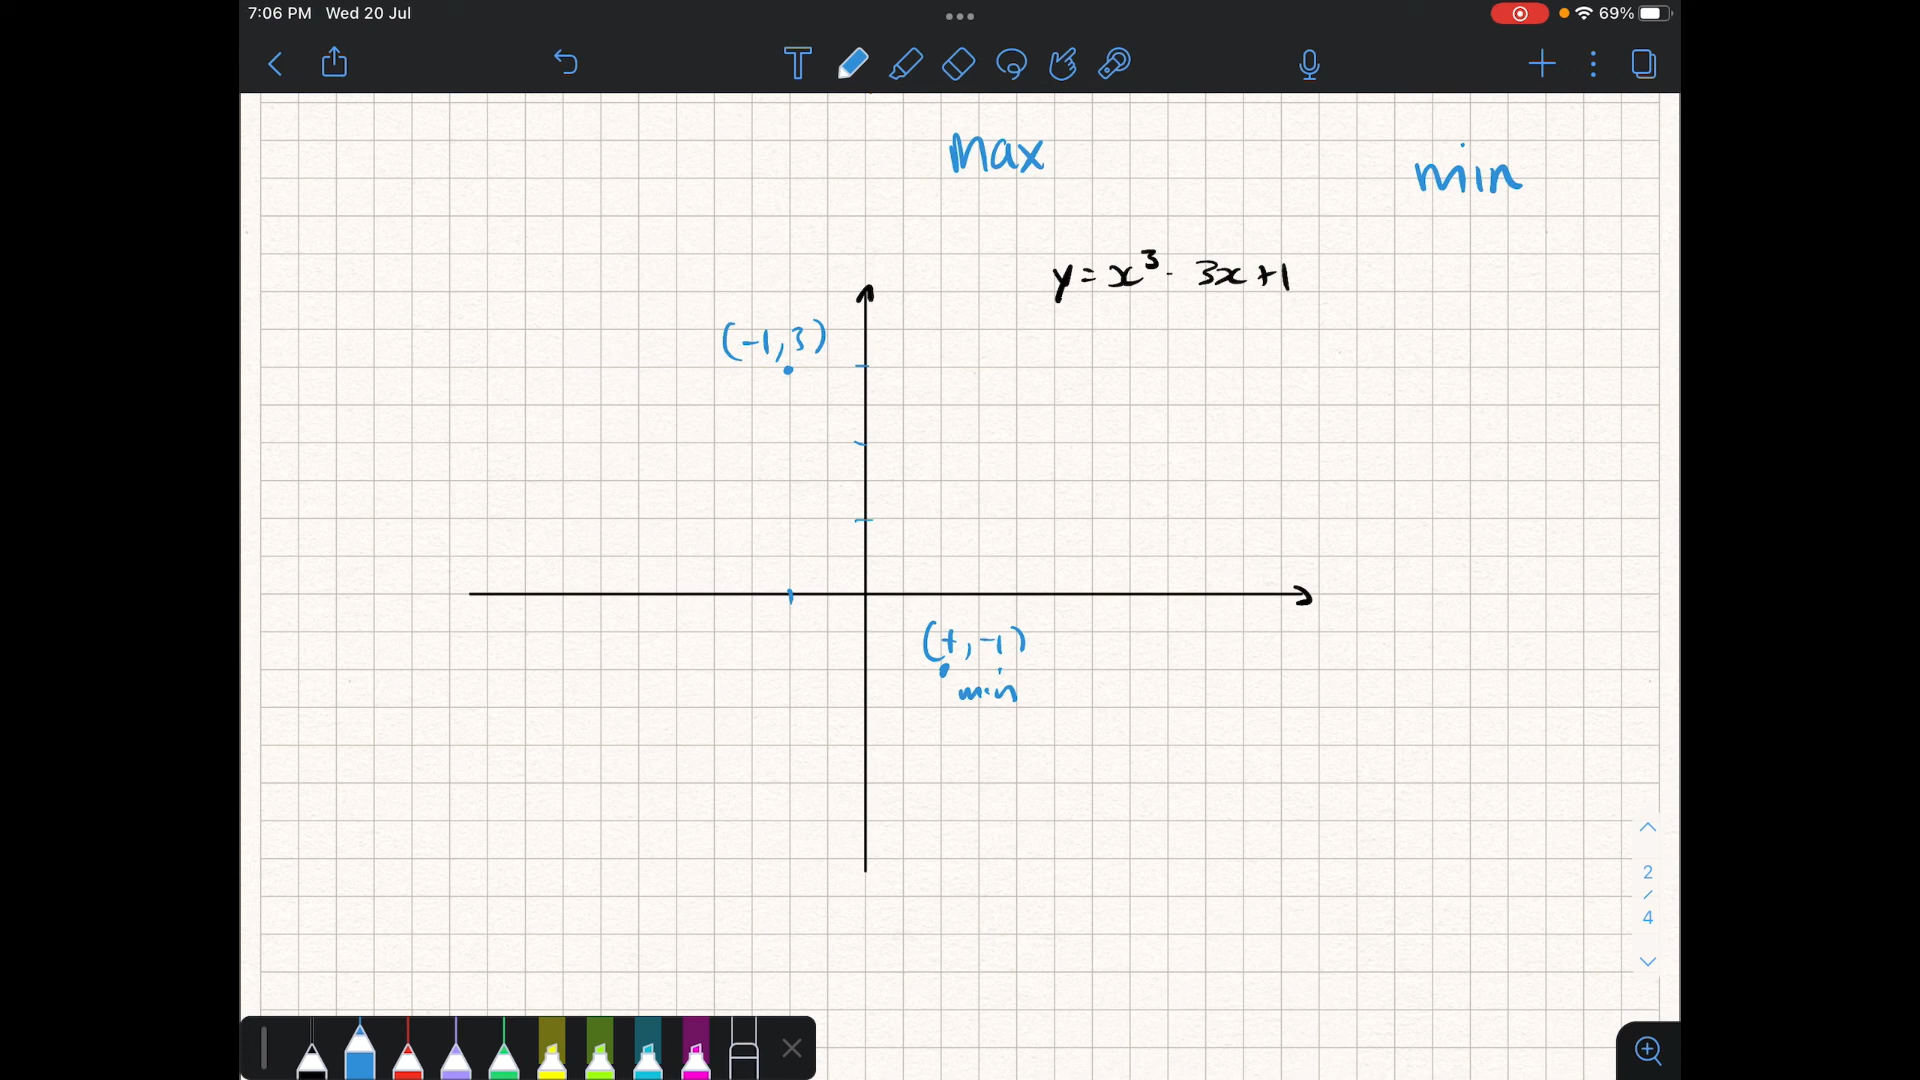 7:06 PM Wed 20 Jul
69%
T
max
min
y = x³ - 3x + 1
(-1, 3)
(1, -1)
min
2
/
4